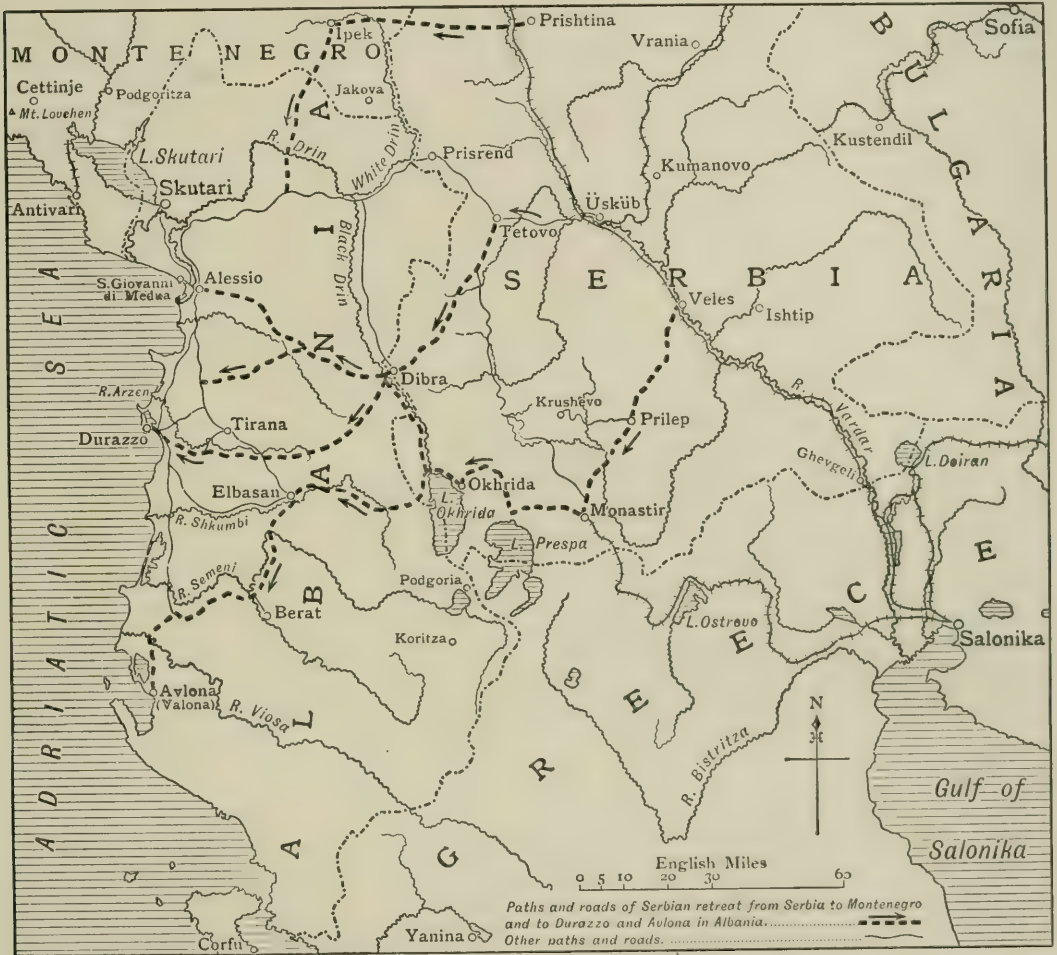 Prishtina
Sofia
Ipek
Vrania
BULGARIA
MONTENEGRO
Cettinje
Podgoritza
Jakova
Mt. Lovchen
Kustendil
R. Drin
L. Skutari
White Drin
Prisrend
Kumanovo
Skutari
Antivari
Üsküb
Tetovo
Black Drin
S. Giovanni
di Medua
Alessio
SERBIA
Veles
Ishtip
ADRIATIC SEA
ALBANIA
Dibra
R. Arzen
Krushevo
Prilep
R. Vardar
Durazzo
Tirana
Ghevgeli
L. Doiran
Elbasan
Okhrida
L.
Okhrida
Monastir
R. Shkumbi
L. Prespa
R. Semeni
Podgoria
Berat
L. Ostrovo
Salonika
Koritza
GREECE
Avlona
(Valona)
R. Viosa
N
R. Bistritza
Gulf of
Salonika
English Miles
0 5 10 20 30 60
Paths and roads of Serbian retreat from Serbia to Montenegro
and to Durazzo and Avlona in Albania.
Other paths and roads.
Corfu
Yanina